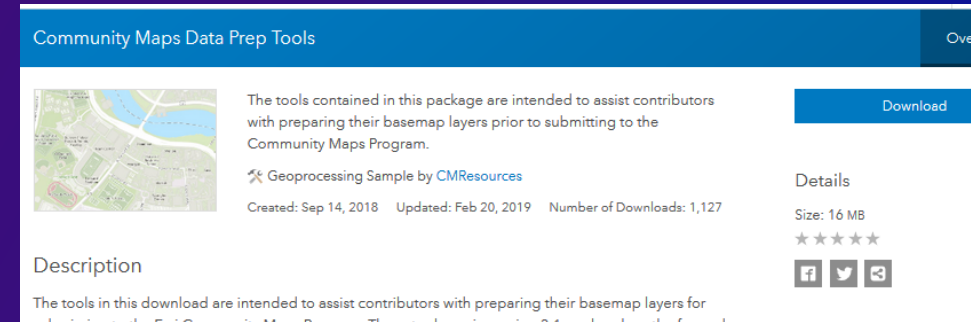 Community Maps Data Prep Tools
The tools contained in this package are intended to assist contributors
with preparing their basemap layers prior to submitting to the
Community Maps Program.
Geoprocessing Sample by CMResources
Created: Sep 14, 2018 Updated: Feb 20, 2019 Number of Downloads: 1,127
Download
Details
Size: 16 MB
Description
The tools in this download are intended to assist contributors with preparing their basemap layers for